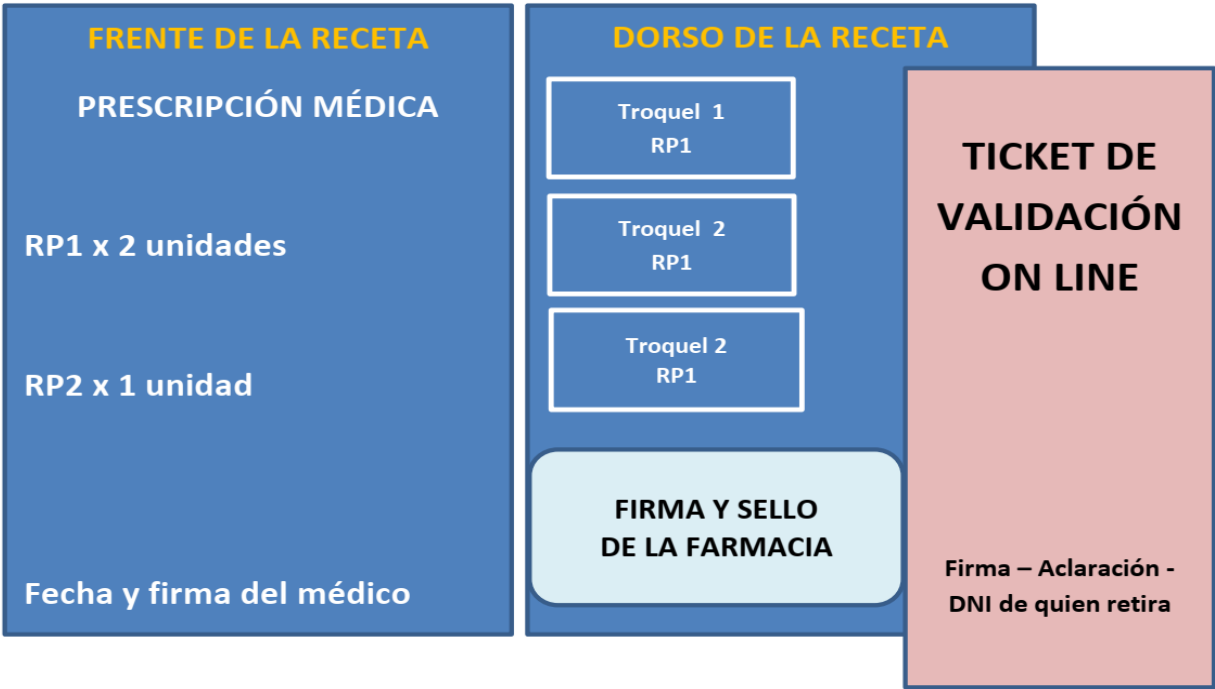 FRENTE DE LA RECETA
PRESCRIPCIÓN MÉDICA
RP1 x 2 unidades
RP2 x 1 unidad
Fecha y firma del médico
DORSO DE LA RECETA
Troquel 1
RP1
Troquel 2
RP1
Troquel 2
RP1
FIRMA Y SELLO
DE LA FARMACIA
TICKET DE
VALIDACIÓN
ON LINE
Firma – Aclaración -
DNI de quien retira